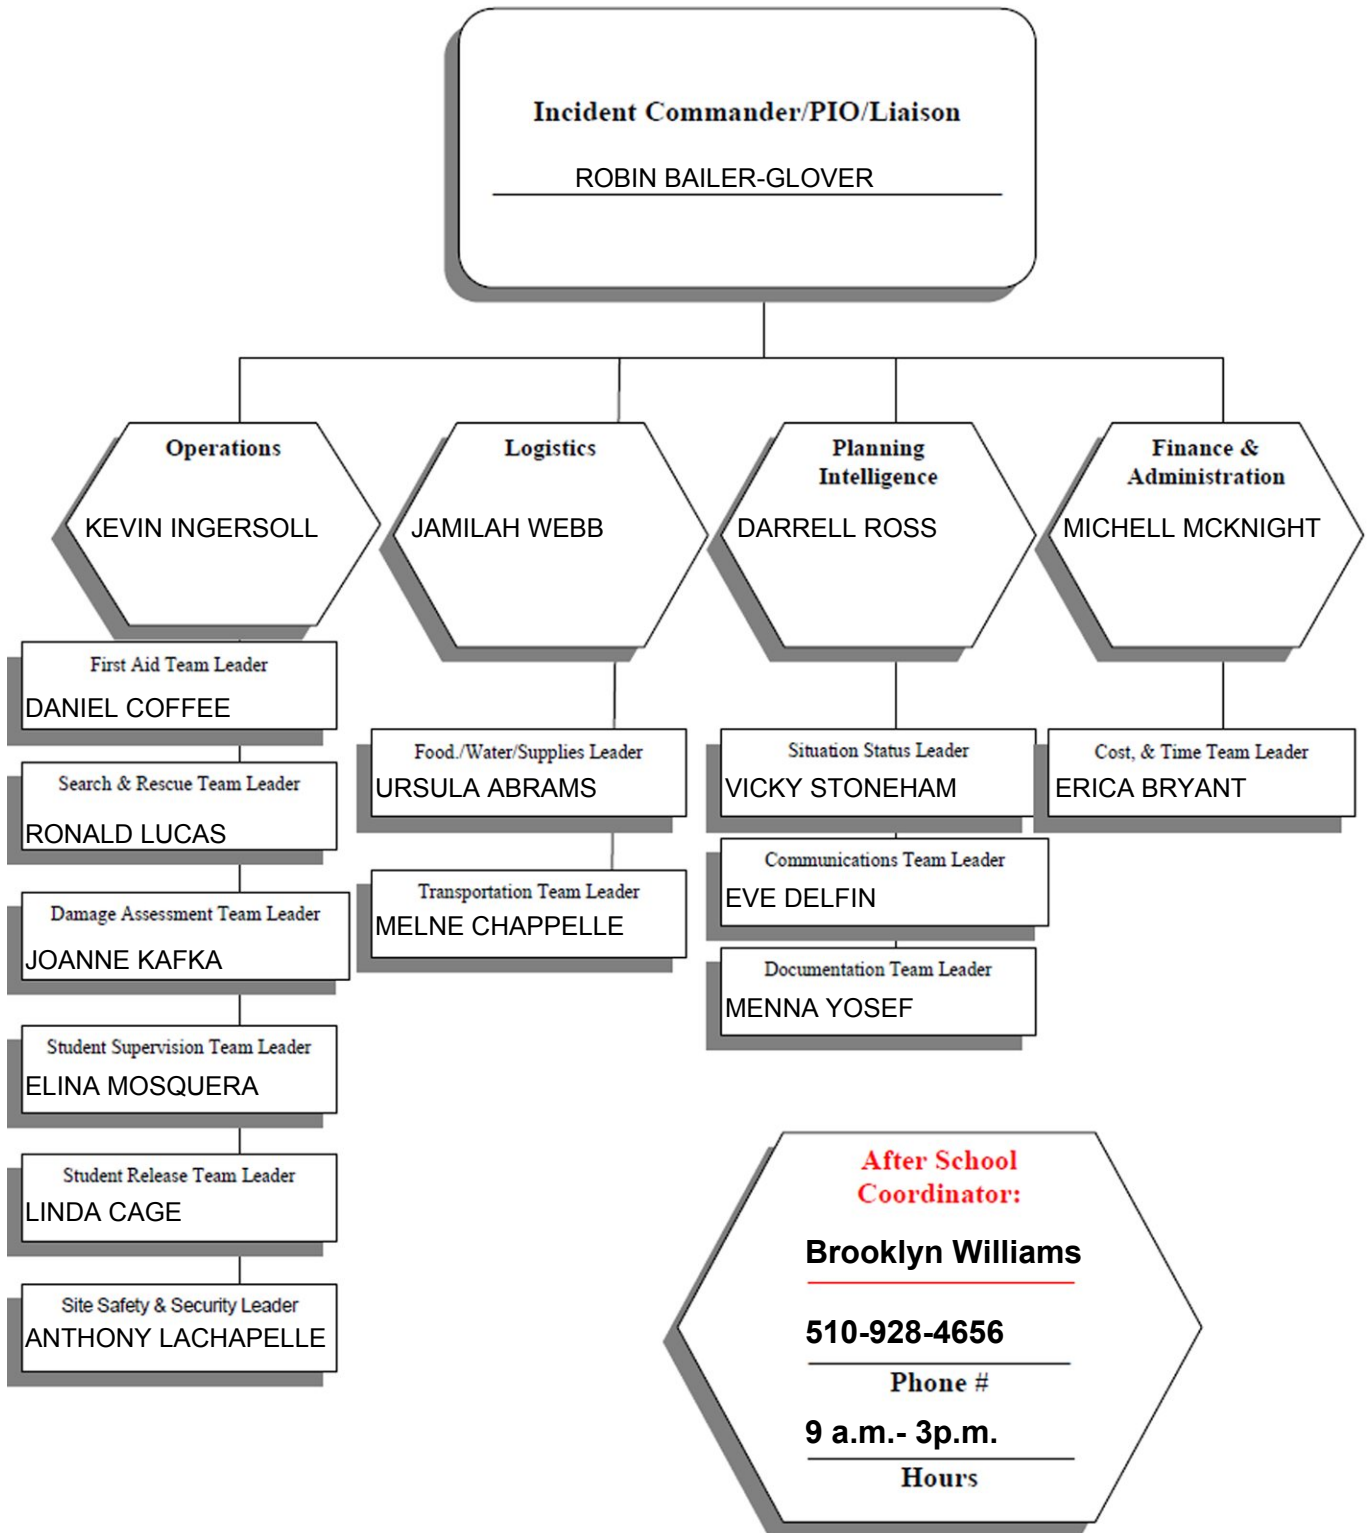 Incident Commander/PIO/Liaison
ROBIN BAILER-GLOVER
Operations
KEVIN INGERSOLL
Logistics
JAMILAH WEBB
Planning
Intelligence
DARRELL ROSS
Finance &
Administration
MICHELL MCKNIGHT
First Aid Team Leader
DANIEL COFFEE
Search & Rescue Team Leader
RONALD LUCAS
Damage Assessment Team Leader
JOANNE KAFKA
Student Supervision Team Leader
ELINA MOSQUERA
Student Release Team Leader
LINDA CAGE
Site Safety & Security Leader
ANTHONY LACHAPELLE
Food./Water/Supplies Leader
URSULA ABRAMS
Transportation Team Leader
MELNE CHAPPELLE
Situation Status Leader
VICKY STONEHAM
Communications Team Leader
EVE DELFIN
Documentation Team Leader
MENNA YOSEF
Cost, & Time Team Leader
ERICA BRYANT
After School
Coordinator:
Brooklyn Williams
510-928-4656
Phone #
9 a.m.- 3p.m.
Hours